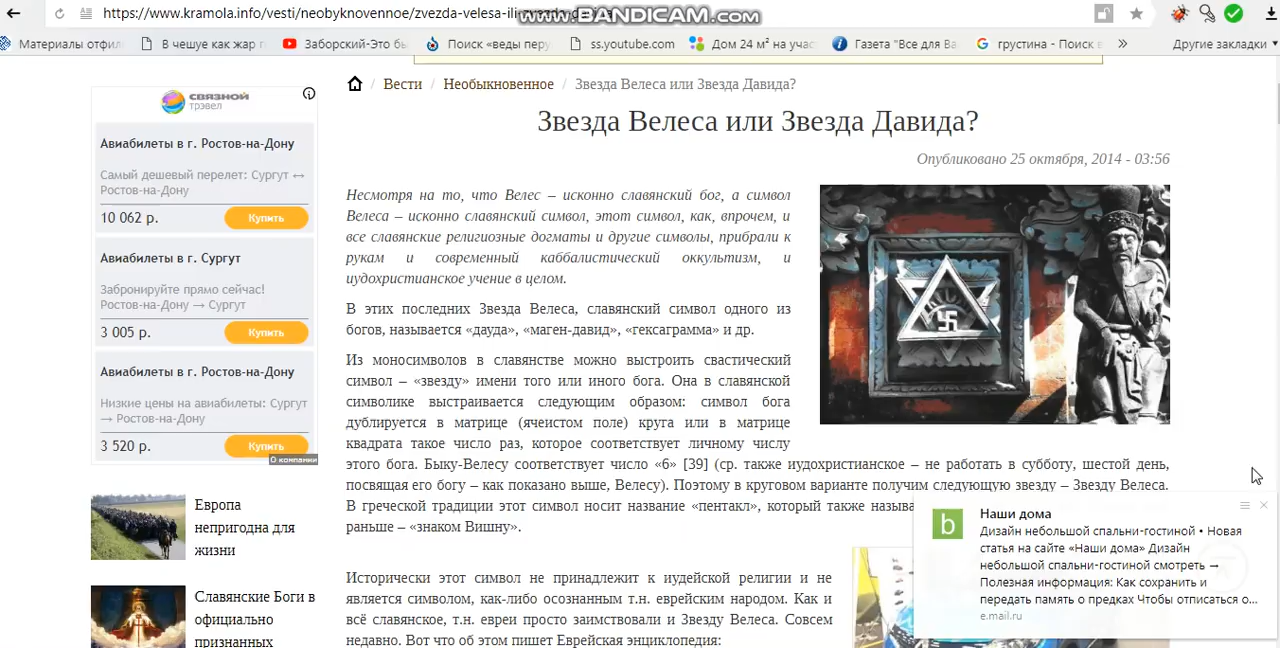 https://www.kramola.info/vesti/neobyknovennoe/zvezda-velesa-ili-zvezda-davida
www.BANDICAM.com
Материалы отфил
В чешуе как жар г
Заборский-Это бы
Поиск «веды перу
ss.youtube.com
Дом 24 м² на учас
Газета "Все для Ва
грустина - Поиск в
Другие закладки
связной
трэвел
Авиабилеты в г. Ростов-на-Дону
Самый дешевый перелет: Сургут ↔
Ростов-на-Дону
10 062 р.
Купить
Авиабилеты в г. Сургут
Забронируйте прямо сейчас!
Ростов-на-Дону → Сургут
3 005 р.
Купить
Авиабилеты в г. Ростов-на-Дону
Низкие цены на авиабилеты: Сургут
→ Ростов-на-Дону
3 520 р.
Купить
О компании
Европа
непригодна для
жизни
Славянские Боги в
официально
признанных
/ Вести / Необыкновенное / Звезда Велеса или Звезда Давида?
Звезда Велеса или Звезда Давида?
Опубликовано 25 октября, 2014 - 03:56
Несмотря на то, что Велес – исконно славянский бог, а символ
Велеса – исконно славянский символ, этот символ, как, впрочем, и
все славянские религиозные догматы и другие символы, прибрали к
рукам и современный каббалистический оккультизм, и
иудохристианское учение в целом.
В этих последних Звезда Велеса, славянский символ одного из
богов, называется «дауда», «маген-давид», «гексаграмма» и др.
Из моносимволов в славянстве можно выстроить свастический
символ – «звезду» имени того или иного бога. Она в славянской
символике выстраивается следующим образом: символ бога
дублируется в матрице (ячеистом поле) круга или в матрице
квадрата такое число раз, которое соответствует личному числу
этого бога. Быку-Велесу соответствует число «6» [39] (ср. также иудохристианское – не работать в субботу, шестой день,
посвящая его богу – как показано выше, Велесу). Поэтому в круговом варианте получим следующую звезду – Звезду Велеса.
В греческой традиции этот символ носит название «пентакл», который также называ
раньше – «знаком Вишну».
Исторически этот символ не принадлежит к иудейской религии и не
является символом, как-либо осознанным т.н. еврейским народом. Как и
всё славянское, т.н. евреи просто заимствовали и Звезду Велеса. Совсем
недавно. Вот что об этом пишет Еврейская энциклопедия:
Наши дома
Дизайн небольшой спальни-гостиной • Новая
статья на сайте «Наши дома» Дизайн
небольшой спальни-гостиной смотреть →
Полезная информация: Как сохранить и
передать память о предках Чтобы отписаться о...
e.mail.ru